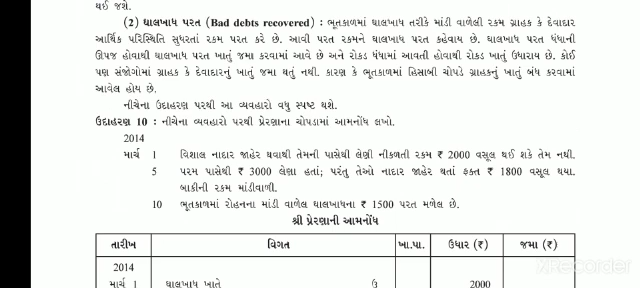 થઈ જશે.
(2) ઘાલખાધ પરત (Bad debts recovered) : ભૂતકાળમાં ઘાલખાધ તરીકે માંડી વાળેલી રકમ ગ્રાહક કે દેવાદાર
આર્થિક પરિસ્થિતિ સુધરતાં રકમ પરત કરે છે. આવી પરત રકમને ઘાલખાધ પરત કહેવાય છે. ઘાલખાધ પરત ધંધાની
ઊપજ હોવાથી ઘાલખાધ પરત ખાતું જમા કરવામાં આવે છે અને રોકડ ધંધામાં આવતી હોવાથી રોકડ ખાતું ઉધારાય છે. કોઈ
પણ સંજોગોમાં ગ્રાહક કે દેવાદારનું ખાતું જમા થતું નથી. કારણ કે ભૂતકાળમાં હિસાબી ચોપડે ગ્રાહકનું ખાતું બંધ કરવામાં
આવેલ હોય છે.
નીચેના ઉદાહરણ પરથી આ વ્યવહારો વધુ સ્પષ્ટ થશે.
ઉદાહરણ 10 : નીચેના વ્યવહારો પરથી પ્રેરણાના ચોપડામાં આમનોંધ લખો.
2014
માર્ચ 1 વિશાલ નાદાર જાહેર થવાથી તેમની પાસેથી લેણી નીકળતી રકમ ₹ 2000 વસૂલ થઈ શકે તેમ નથી.
5 પરમ પાસેથી ₹ 3000 લેણા હતાં; પરંતુ તેઓ નાદાર જાહેર થતાં ફક્ત ₹ 1800 વસૂલ થયા.
બાકીની રકમ માંડીવાળી.
10 ભૂતકાળમાં રોહનના માંડી વાળેલ ઘાલખાધના ₹ 1500 પરત મળેલ છે.
શ્રી પ્રેરણાની આમનોંધ
તારીખ વિગત ખા.પા. ઉધાર (₹) જમા (₹)
2014
માર્ચ 1 ઘાલખાધ ખાતે ઉ 2000